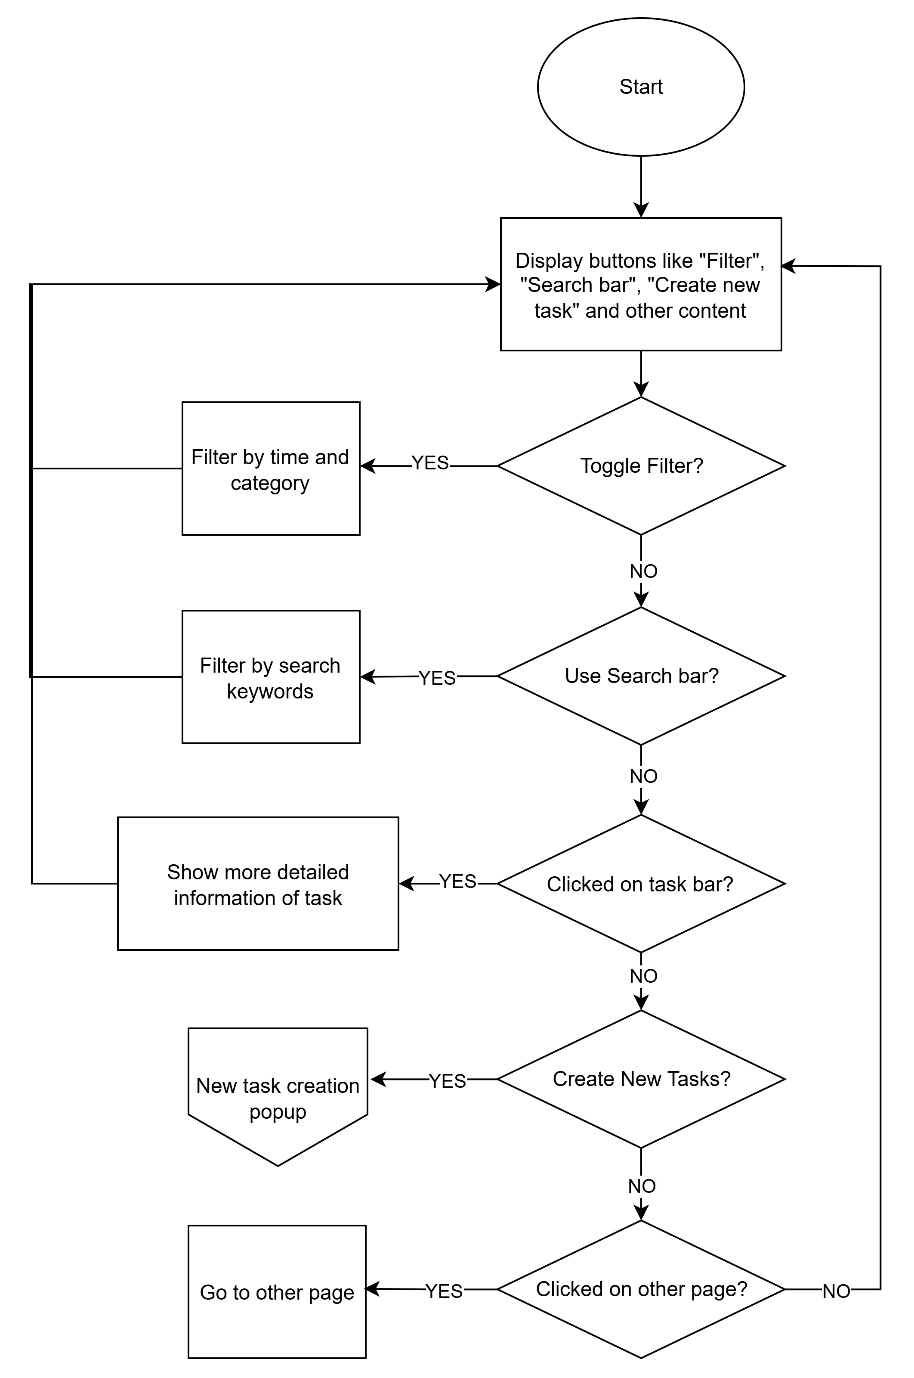 Start
Display buttons like "Filter",
"Search bar", "Create new
task" and other content
Filter by time and
category
YES
Toggle Filter?
NO
Filter by search
keywords
YES
Use Search bar?
NO
Show more detailed
information of task
YES
Clicked on task bar?
NO
New task creation
popup
YES
Create New Tasks?
NO
Go to other page
YES
Clicked on other page?
NO